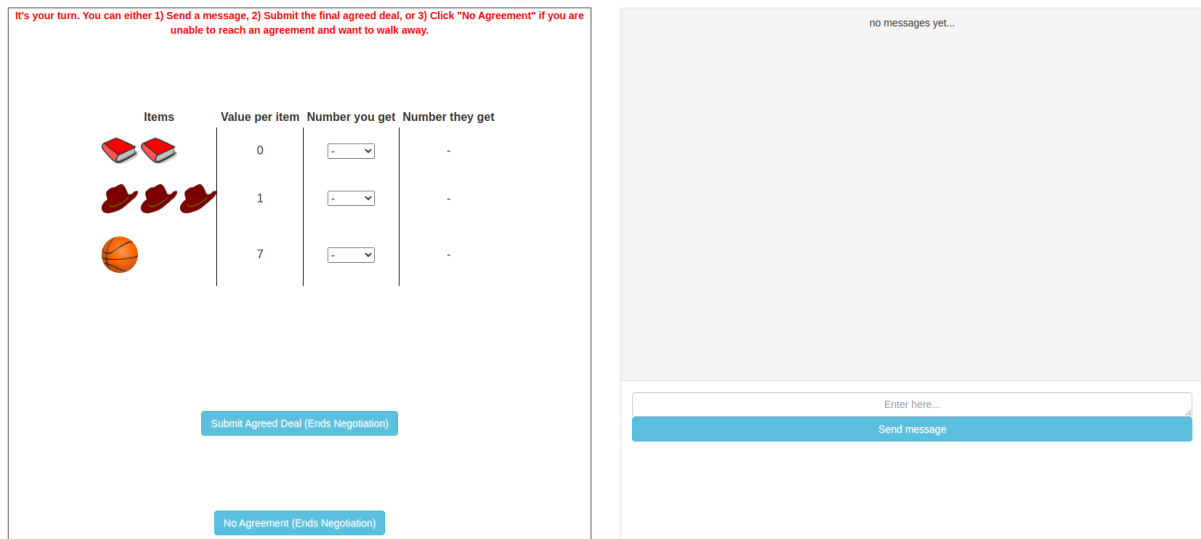 It's your turn. You can either 1) Send a message, 2) Submit the final agreed deal, or 3) Click "No Agreement" if you are
unable to reach an agreement and want to walk away.
Items Value per item Number you get Number they get
0 - -
1 - -
7 - -
Submit Agreed Deal (Ends Negotiation)
No Agreement (Ends Negotiation)
no messages yet...
Enter here...
Send message